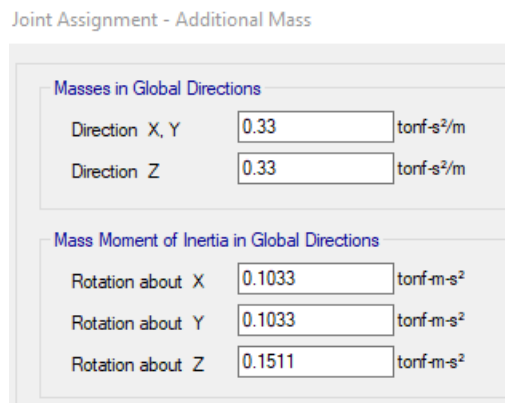 Joint Assignment - Additional Mass
Masses in Global Directions
Direction X, Y 0.33 tonf-s²/m
Direction Z 0.33 tonf-s²/m
Mass Moment of Inertia in Global Directions
Rotation about X 0.1033 tonf-m-s²
Rotation about Y 0.1033 tonf-m-s²
Rotation about Z 0.1511 tonf-m-s²